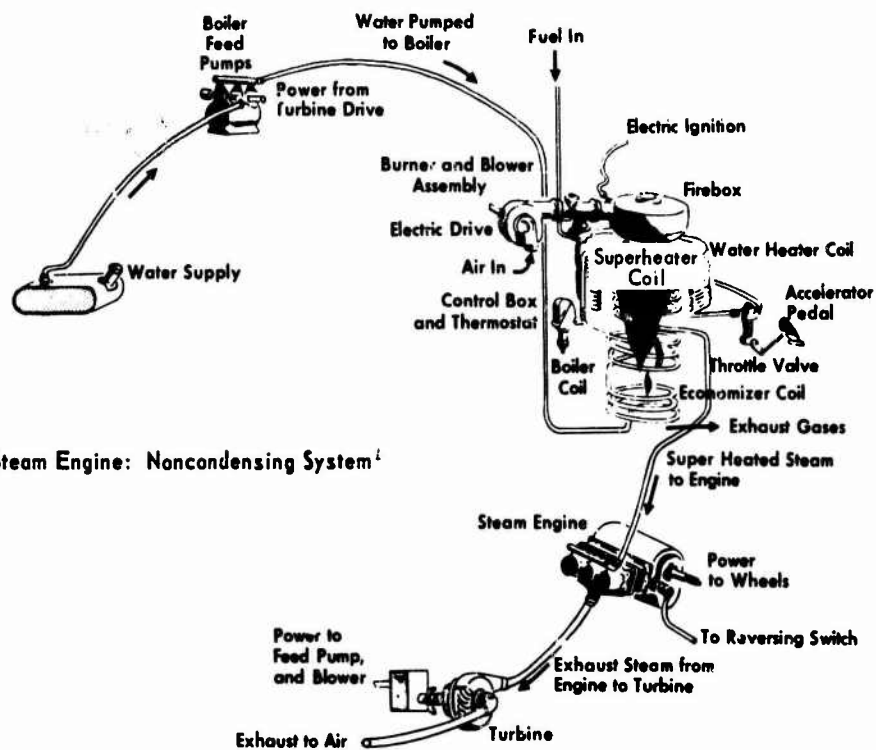 Boiler
Feed
Pumps
Water Pumped
to Boiler
Fuel In
Power from
Turbine Drive
Electric Ignition
Burner and Blower
Assembly
Firebox
Electric Drive
Water Heater Coil
Superheater
Coil
Air In
Water Supply
Control Box
and Thermostat
Accelerator
Pedal
Throttle Valve
Boiler
Coil
Economizer Coil
Exhaust Gases
Steam Engine: Noncondensing System
Super Heated Steam
to Engine
Steam Engine
Power
to Wheels
To Reversing Switch
Power to
Feed Pump,
and Blower
Exhaust Steam from
Engine to Turbine
Turbine
Exhaust to Air